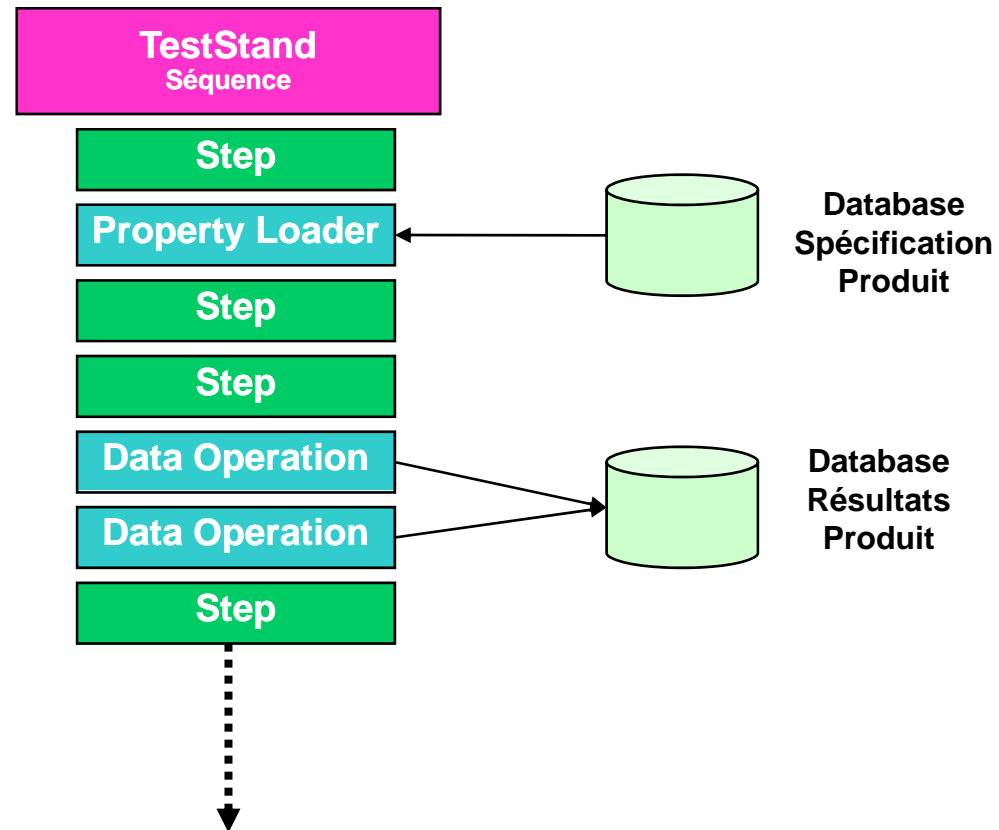 TestStand
Séquence
Step
Property Loader
Database
Spécification
Produit
Step
Step
Data Operation
Database
Résultats
Produit
Data Operation
Step